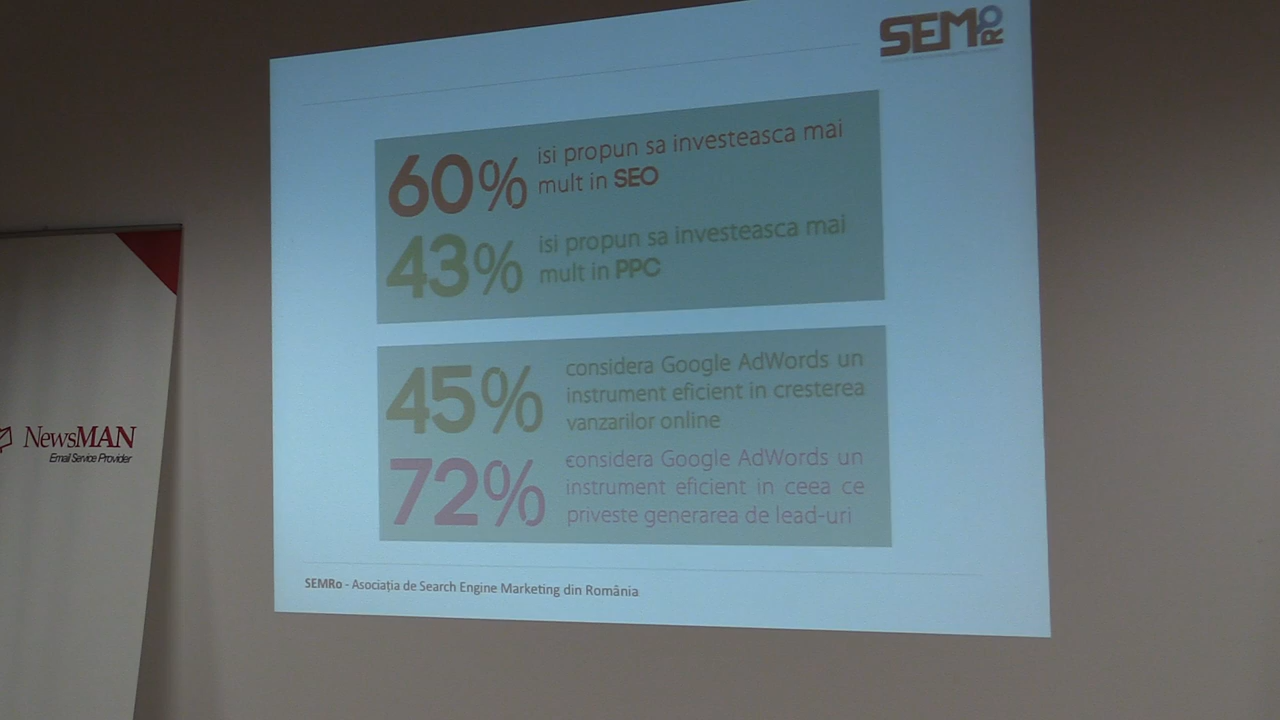 SEMRO
60% isi propun sa investeasca mai
mult in SEO
43% isi propun sa investeasca mai
mult in PPC
45% considera Google AdWords un
instrument eficient in cresterea
vanzarilor online
72% considera Google AdWords un
instrument eficient in ceea ce
priveste generarea de lead-uri
SEMRo - Asociația de Search Engine Marketing din România
NewsMAN
Email Service Provider